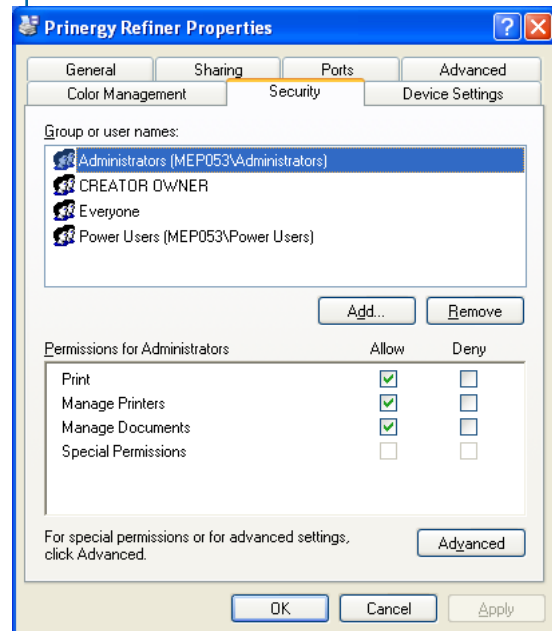 Prinergy Refiner Properties
General Sharing Ports Advanced
Color Management Security Device Settings
Group or user names:
Administrators (MEP053\Administrators)
CREATOR OWNER
Everyone
Power Users (MEP053\Power Users)
Add... Remove
Permissions for Administrators Allow Deny
Print
Manage Printers
Manage Documents
Special Permissions
For special permissions or for advanced settings,
click Advanced.
Advanced
OK Cancel Apply